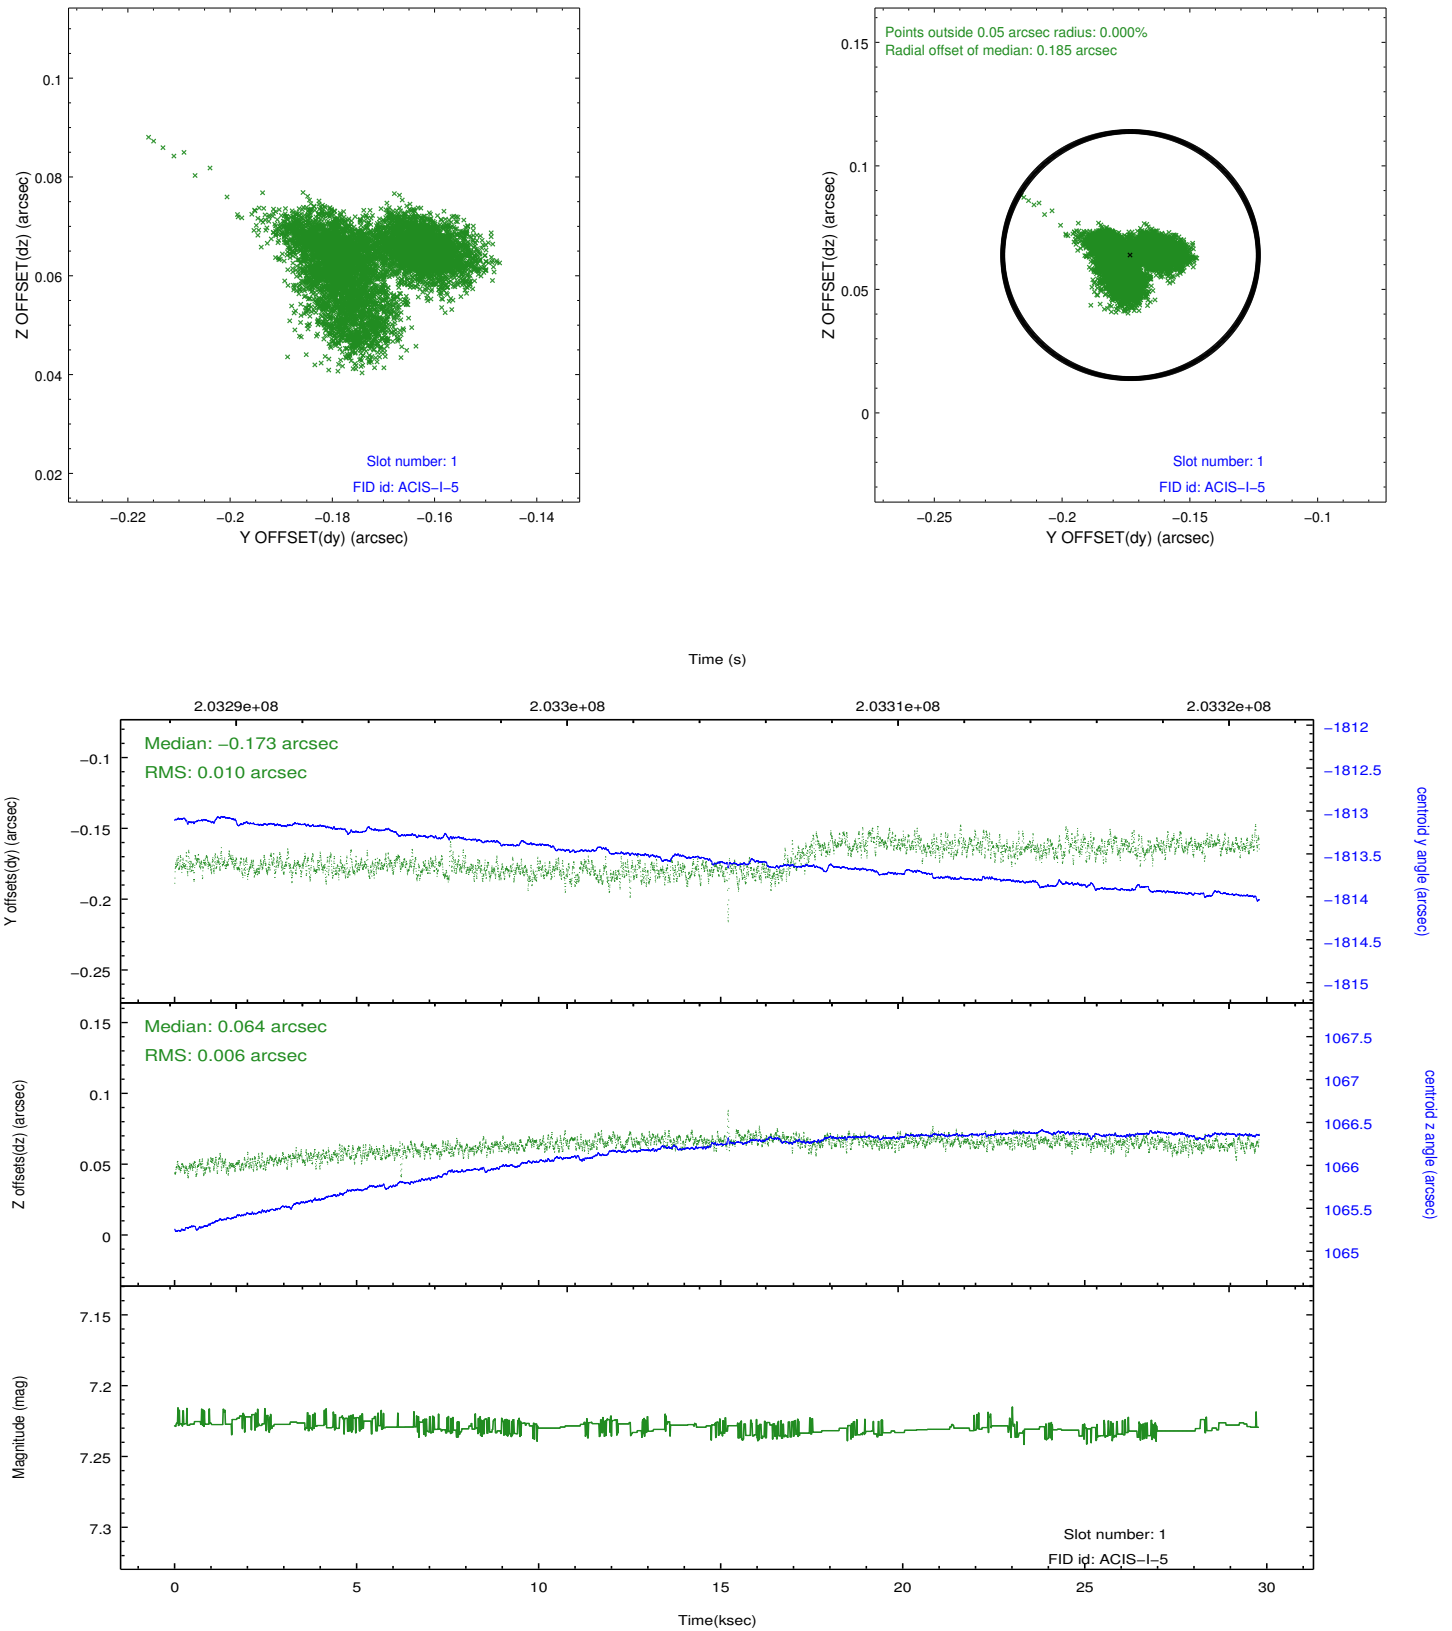 0.1
0.08
0.06
0.04
0.02
Z OFFSET(dz) (arcsec)
Slot number: 1
FID id: ACIS−I−5
−0.22
−0.2
−0.18
−0.16
−0.14
Y OFFSET(dy) (arcsec)
Points outside 0.05 arcsec radius: 0.000%
Radial offset of median: 0.185 arcsec
0.15
0.1
0.05
0
Z OFFSET(dz) (arcsec)
Slot number: 1
FID id: ACIS−I−5
−0.25
−0.2
−0.15
−0.1
Y OFFSET(dy) (arcsec)
Time (s)
2.0329e+08
2.033e+08
2.0331e+08
2.0332e+08
Median: −0.173 arcsec
RMS: 0.010 arcsec
−0.1
−0.15
−0.2
−0.25
Y offsets(dy) (arcsec)
−1812
−1812.5
−1813
−1813.5
−1814
−1814.5
−1815
centroid y angle (arcsec)
Median: 0.064 arcsec
RMS: 0.006 arcsec
0.15
0.1
0.05
0
Z offsets(dz) (arcsec)
1067.5
1067
1066.5
1066
1065.5
1065
centroid z angle (arcsec)
7.15
7.2
7.25
7.3
Magnitude (mag)
Slot number: 1
FID id: ACIS−I−5
0
5
10
15
20
25
30
Time(ksec)